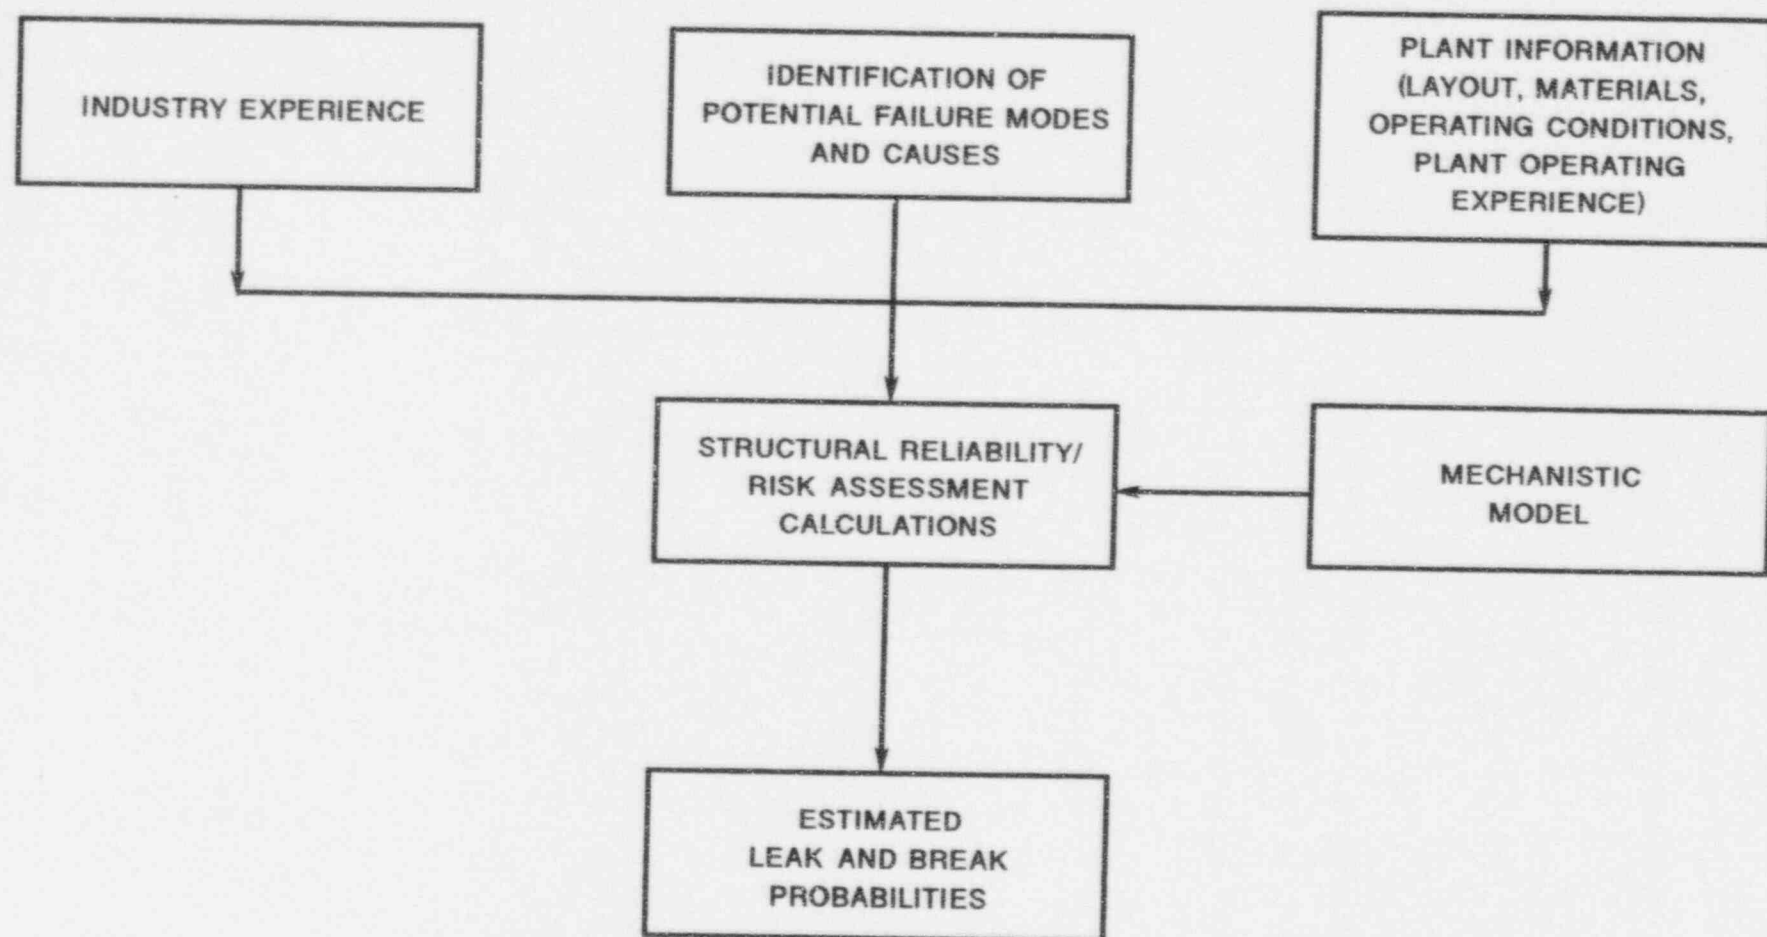 INDUSTRY EXPERIENCE
IDENTIFICATION OF
POTENTIAL FAILURE MODES
AND CAUSES
PLANT INFORMATION
(LAYOUT, MATERIALS,
OPERATING CONDITIONS,
PLANT OPERATING
EXPERIENCE)
STRUCTURAL RELIABILITY/
RISK ASSESSMENT
CALCULATIONS
MECHANISTIC
MODEL
ESTIMATED
LEAK AND BREAK
PROBABILITIES